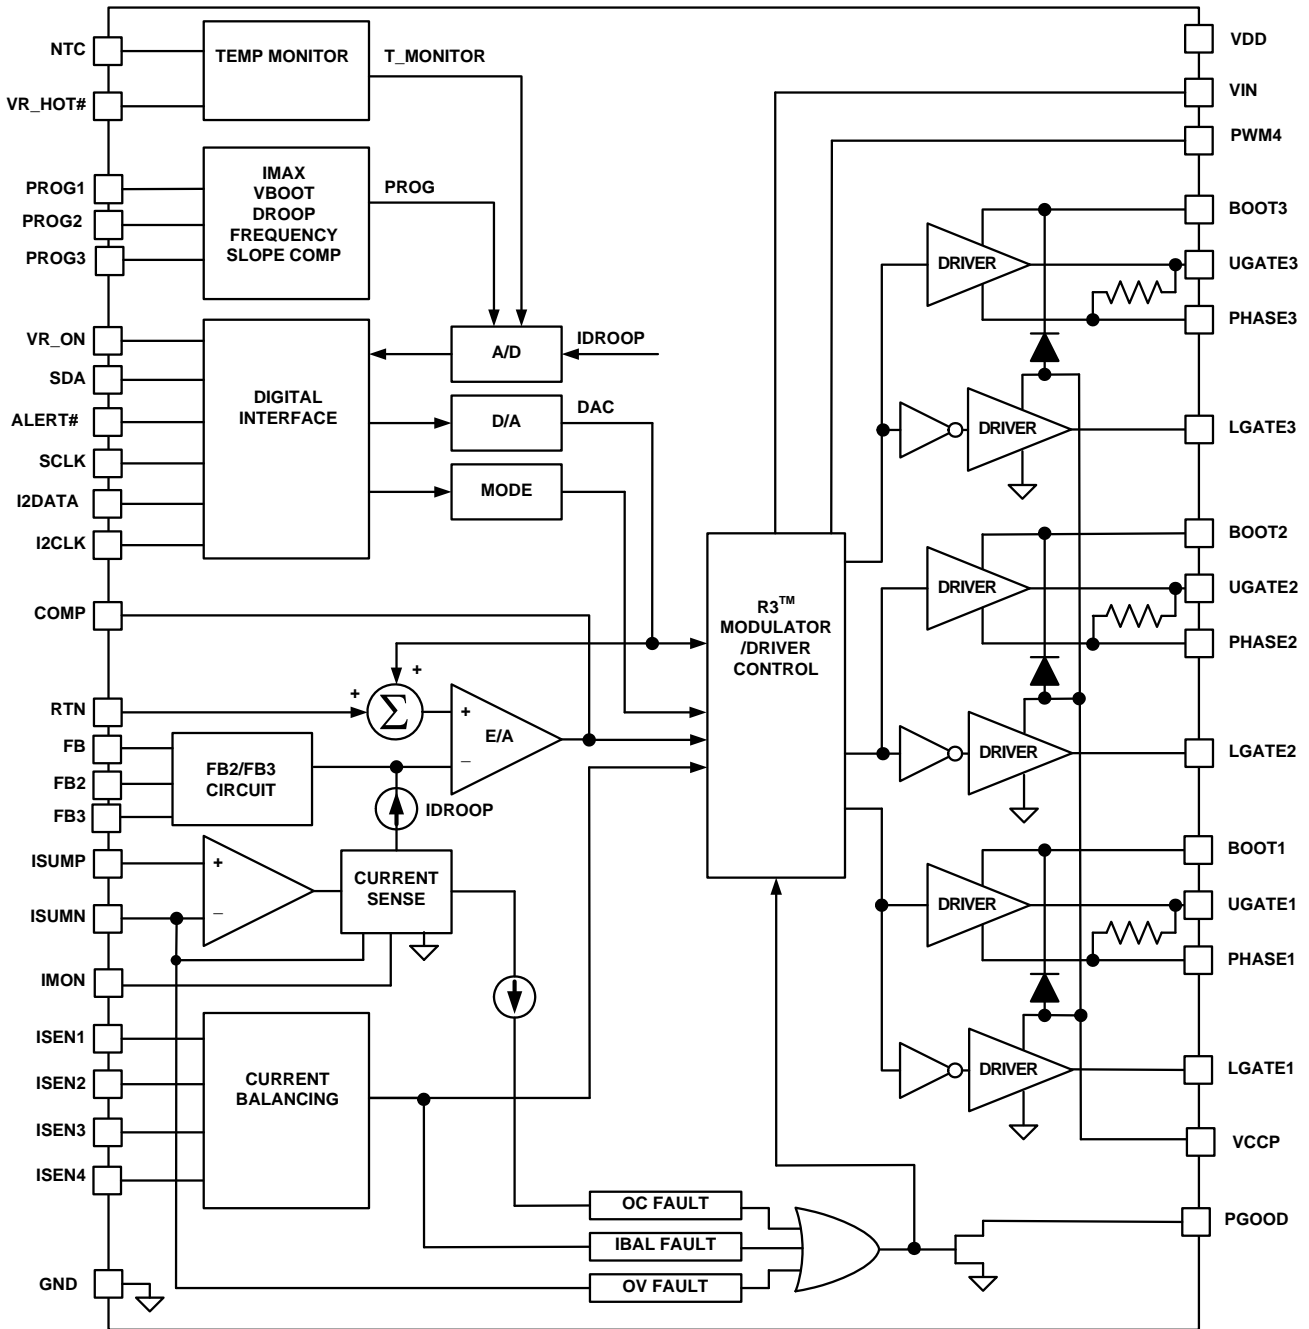 NTC
VR_HOT#
TEMP MONITOR
T_MONITOR
VDD
VIN
PWM4
PROG1
PROG2
PROG3
IMAX
VBOOT
DROOP
FREQUENCY
SLOPE COMP
PROG
BOOT3
UGATE3
PHASE3
DRIVER
VR_ON
SDA
ALERT#
SCLK
I2DATA
I2CLK
DIGITAL
INTERFACE
A/D
IDROOP
D/A
DAC
MODE
DRIVER
LGATE3
COMP
RTN
FB
FB2
FB3
FB2/FB3
CIRCUIT
+
+
Σ
+
E/A
−
IDROOP
R3™
MODULATOR
/DRIVER
CONTROL
BOOT2
UGATE2
PHASE2
DRIVER
DRIVER
LGATE2
ISUMP
ISUMN
+
−
CURRENT
SENSE
IMON
BOOT1
UGATE1
PHASE1
DRIVER
ISEN1
ISEN2
ISEN3
ISEN4
CURRENT
BALANCING
DRIVER
LGATE1
VCCP
PGOOD
OC FAULT
IBAL FAULT
OV FAULT
GND